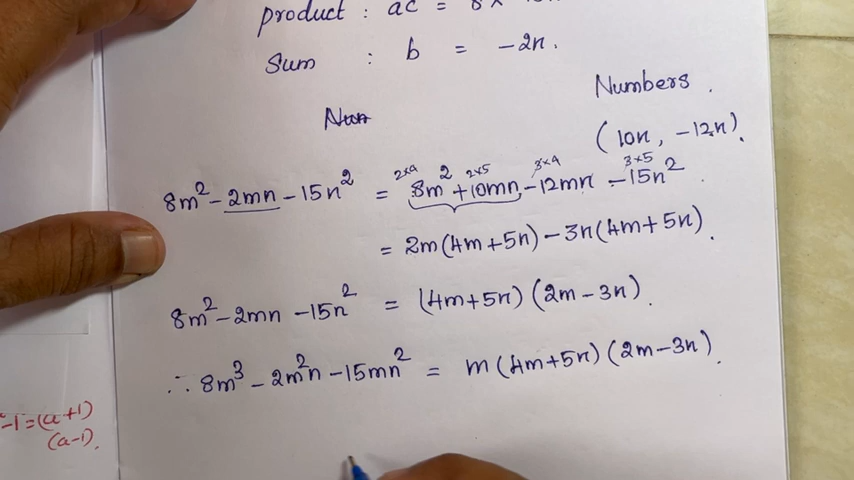 product : ac = 8 ×
Sum : b = -2n.
Numbers.
(10n, -12n).
2×4 2×5 3×4 3×5
8m² - 2mn - 15n² = 8m² + 10mn - 12mn - 15n²
= 2m(4m+5n) - 3n(4m+5n).
8m² - 2mn - 15n² = (4m+5n)(2m-3n).
∴ 8m³ - 2m²n - 15mn² = m(4m+5n)(2m-3n).
-1 = (a+1)
(a-1).